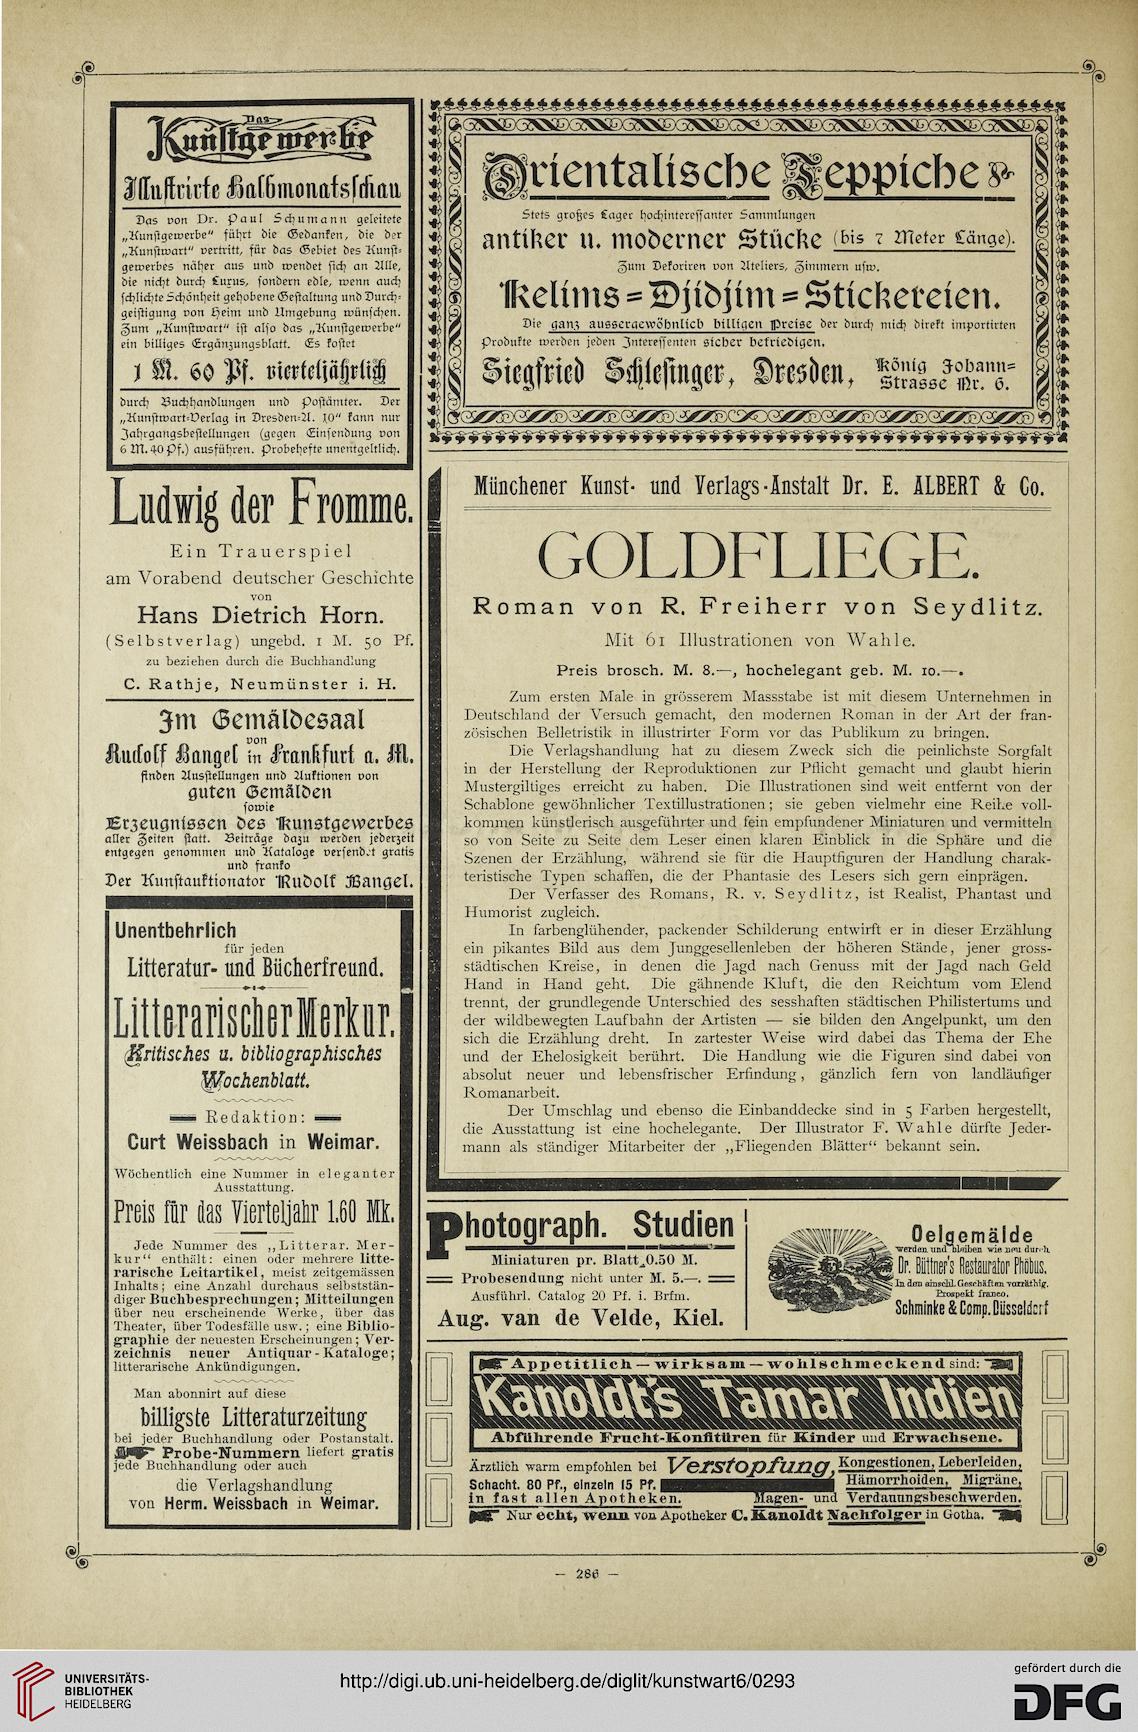 Das
Kunstgewerbe
Illustrirte Halbmonatsschau
Das von Dr. Paul Schumann geleitete
„Kunstgewerbe“ führt die Gedanken, die der
„Kunstwart“ vertritt, für das Gebiet des Kunst-
gewerbes näher aus und wendet sich an Alle,
die nicht durch Luxus, sondern edle, wenn auch
schlichte Schönheit gehobene Gestaltung und Durch-
geistigung von Heim und Umgebung wünschen.
Zum „Kunstwart“ ist also das „Kunstgewerbe“
ein billiges Ergänzungsblatt. Es kostet
1 M. 60 Pf. vierteljährlich
durch Buchhandlungen und Postämter. Der
„Kunstwart-Verlag in Dresden-A. 10“ kann nur
Jahrgangsbestellungen (gegen Einsendung von
6 M. 40 Pf.) ausführen. Probehefte unentgeltlich.
Ludwig der Fromme.
Ein Trauerspiel
am Vorabend deutscher Geschichte
von
Hans Dietrich Horn.
(Selbstverlag) ungebd. 1 M. 50 Pf.
zu beziehen durch die Buchhandlung
C. Rathje, Neumünster i. H.
Im Gemäldesaal
von
Rudolf Bangel in Frankfurt a. M.
finden Ausstellungen und Auktionen von
guten Gemälden
sowie
Erzeugnissen des Kunstgewerbes
aller Zeiten statt. Beiträge dazu werden jederzeit
entgegen genommen und Kataloge versendet gratis
und franko
Der Kunstauktionator Rudolf Bangel.
Unentbehrlich
für jeden
Litteratur- und Bücherfreund.
Litterarischer Merkur.
Kritisches u. bibliographisches
Wochenblatt.
Redaktion:
Curt Weissbach in Weimar.
Wöchentlich eine Nummer in eleganter
Ausstattung.
Preis für das Vierteljahr 1.60 Mk.
Jede Nummer des „Litterar. Mer-
kur“ enthält: einen oder mehrere litte-
rarische Leitartikel, meist zeitgemässen
Inhalts; eine Anzahl durchaus selbststän-
diger Buchbesprechungen; Mitteilungen
über neu erscheinende Werke, über das
Theater, über Todesfälle usw.; eine Biblio-
graphie der neuesten Erscheinungen; Ver-
zeichnis neuer Antiquar-Kataloge;
litterarische Ankündigungen.
Man abonnirt auf diese
billigste Litteraturzeitung
bei jeder Buchhandlung oder Postanstalt.
Probe-Nummern liefert gratis
jede Buchhandlung oder auch
die Verlagshandlung
von Herm. Weissbach in Weimar.
Orientalische Teppiche
Stets großes Lager hochinteressanter Sammlungen
antiker u. moderner Stücke (bis 7 Meter Länge).
Zum Dekoriren von Ateliers, Zimmern usw.
Kelims=Djidjim=Stickereien.
Die ganz aussergewöhnlich billigen Preise der durch mich direkt importirten
Produkte werden jeden Interessenten sicher befriedigen.
Siegfried Schlesinger, Dresden, König Johann=
Strasse Nr. 6.
Münchener Kunst- und Verlags-Anstalt Dr. E. ALBERT & Co.
GOLDFLIEGE.
Roman von R. Freiherr von Seydlitz.
Mit 61 Illustrationen von Wahle.
Preis brosch. M. 8.—, hochelegant geb. M. 10.—.
Zum ersten Male in grösserem Massstabe ist mit diesem Unternehmen in
Deutschland der Versuch gemacht, den modernen Roman in der Art der fran-
zösischen Belletristik in illustrirter Form vor das Publikum zu bringen.
Die Verlagshandlung hat zu diesem Zweck sich die peinlichste Sorgfalt
in der Herstellung der Reproduktionen zur Pflicht gemacht und glaubt hierin
Mustergiltiges erreicht zu haben. Die Illustrationen sind weit entfernt von der
Schablone gewöhnlicher Textillustrationen; sie geben vielmehr eine Reihe voll-
kommen künstlerisch ausgeführter und fein empfundener Miniaturen und vermitteln
so von Seite zu Seite dem Leser einen klaren Einblick in die Sphäre und die
Szenen der Erzählung, während sie für die Hauptfiguren der Handlung charak-
teristische Typen schaffen, die der Phantasie des Lesers sich gern einprägen.
Der Verfasser des Romans, R. v. Seydlitz, ist Realist, Phantast und
Humorist zugleich.
In farbenglühender, packender Schilderung entwirft er in dieser Erzählung
ein pikantes Bild aus dem Junggesellenleben der höheren Stände, jener gross-
städtischen Kreise, in denen die Jagd nach Genuss mit der Jagd nach Geld
Hand in Hand geht. Die gähnende Kluft, die den Reichtum vom Elend
trennt, der grundlegende Unterschied des sesshaften städtischen Philistertums und
der wildbewegten Laufbahn der Artisten — sie bilden den Angelpunkt, um den
sich die Erzählung dreht. In zartester Weise wird dabei das Thema der Ehe
und der Ehelosigkeit berührt. Die Handlung wie die Figuren sind dabei von
absolut neuer und lebensfrischer Erfindung, gänzlich fern von landläufiger
Romanarbeit.
Der Umschlag und ebenso die Einbanddecke sind in 5 Farben hergestellt,
die Ausstattung ist eine hochelegante. Der Illustrator F. Wahle dürfte Jeder-
mann als ständiger Mitarbeiter der „Fliegenden Blätter“ bekannt sein.
Photograph. Studien
Miniaturen pr. Blatt 0.50 M.
Probesendung nicht unter M. 5.—.
Ausführl. Catalog 20 Pf. i. Brfm.
Aug. van de Velde, Kiel.
Oelgemälde
werden und bleiben wie neu durch
Dr. Büttner's Restaurator Phöbus.
In den einschl. Geschäften vorräthig.
Prospekt franco.
Schminke & Comp. Düsseldorf
Appetitlich — wirksam — wohlschmeckend sind:
Kanoldt's Tamar Indien
Abführende Frucht-Konfitüren für Kinder und Erwachsene.
Ärztlich warm empfohlen bei Verstopfung, Kongestionen, Leberleiden,
Schacht. 80 Pf., einzeln 15 Pf. Hämorrhoiden, Migräne,
in fast allen Apotheken. Magen- und Verdauungsbeschwerden.
Nur echt, wenn von Apotheker C. Kanoldt Nachfolger in Gotha.
— 286 —
UNIVERSITÄTS-
BIBLIOTHEK
HEIDELBERG
http://digi.ub.uni-heidelberg.de/diglit/kunstwart6/0293
gefördert durch die
DFG